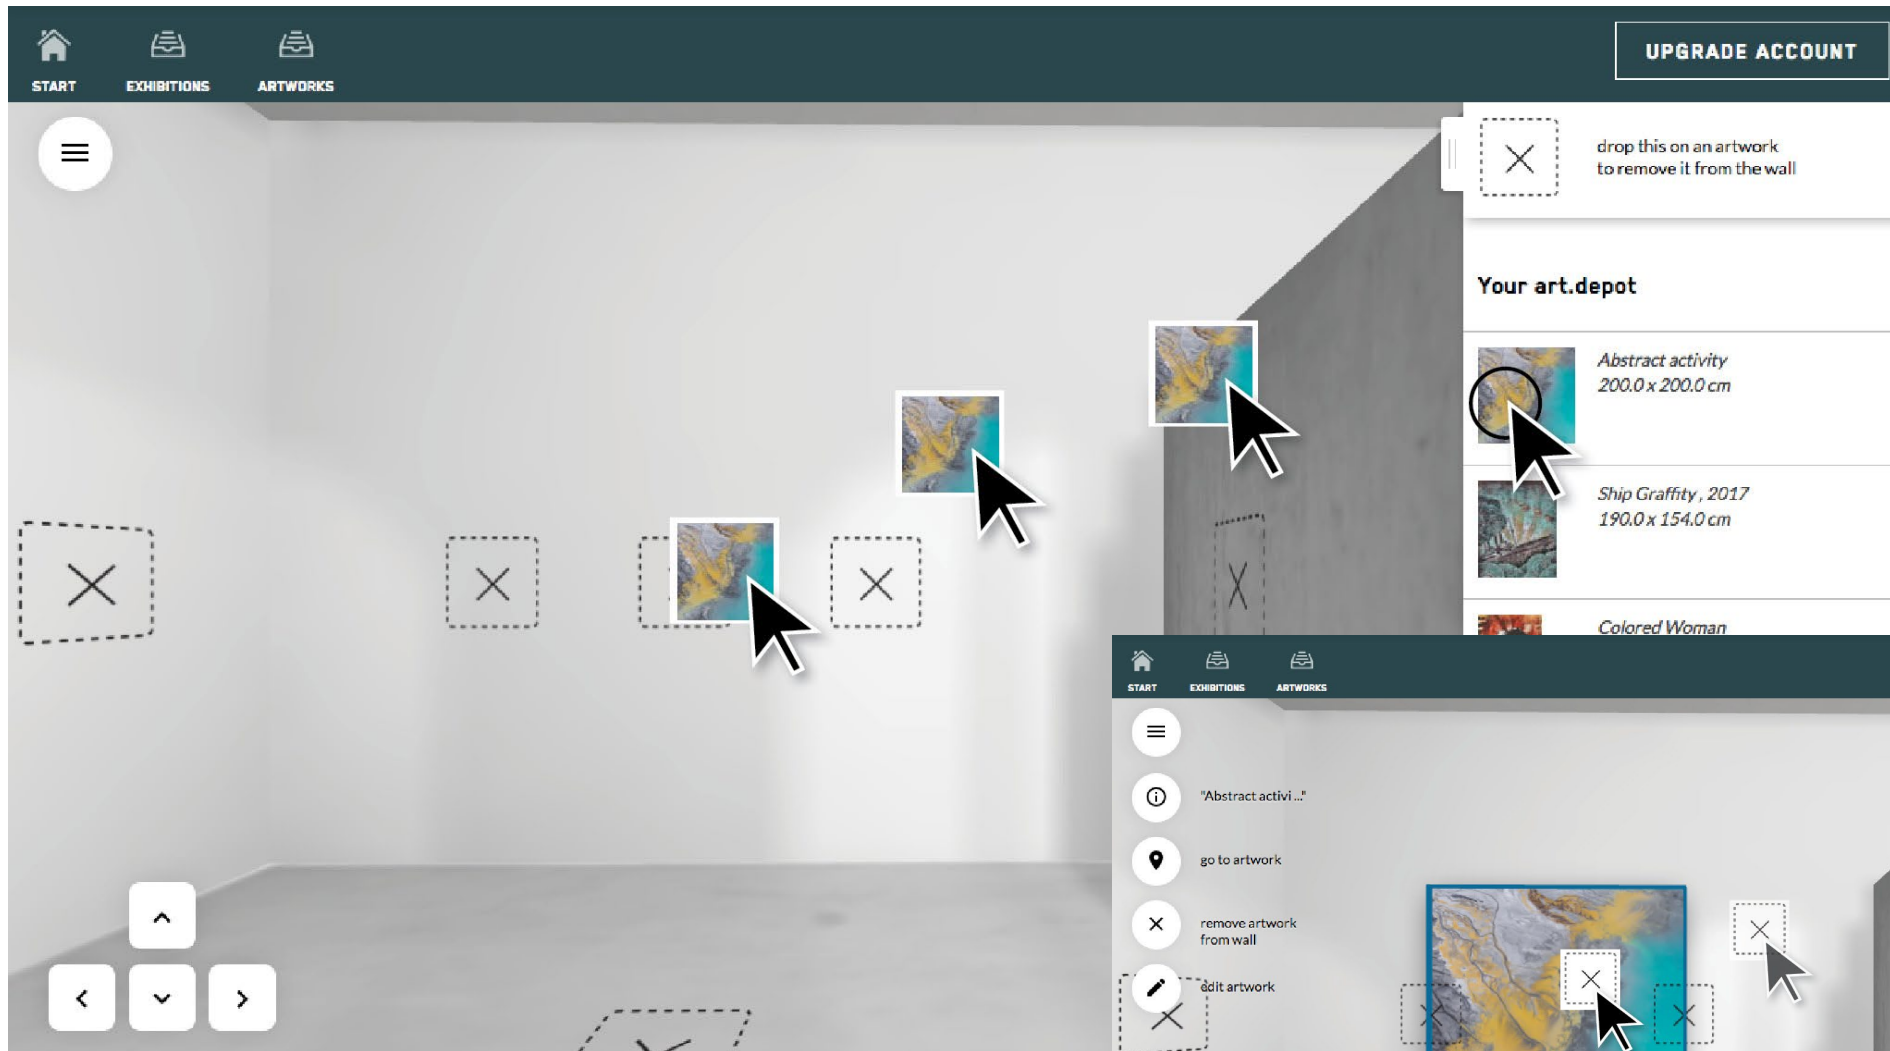 START
EXHIBITIONS
ARTWORKS
UPGRADE ACCOUNT
drop this on an artwork
to remove it from the wall
Your art.depot
Abstract activity
200.0 x 200.0 cm
Ship Graffity , 2017
190.0 x 154.0 cm
Colored Woman
START
EXHIBITIONS
ARTWORKS
"Abstract activi ..."
go to artwork
remove artwork
from wall
edit artwork